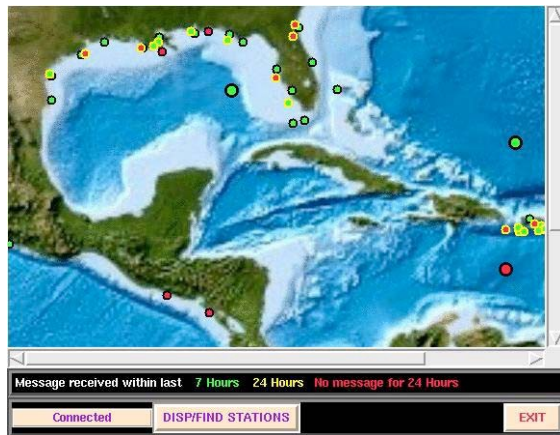 Message received within last 7 Hours 24 Hours No message for 24 Hours
Connected DISP/FIND STATIONS EXIT